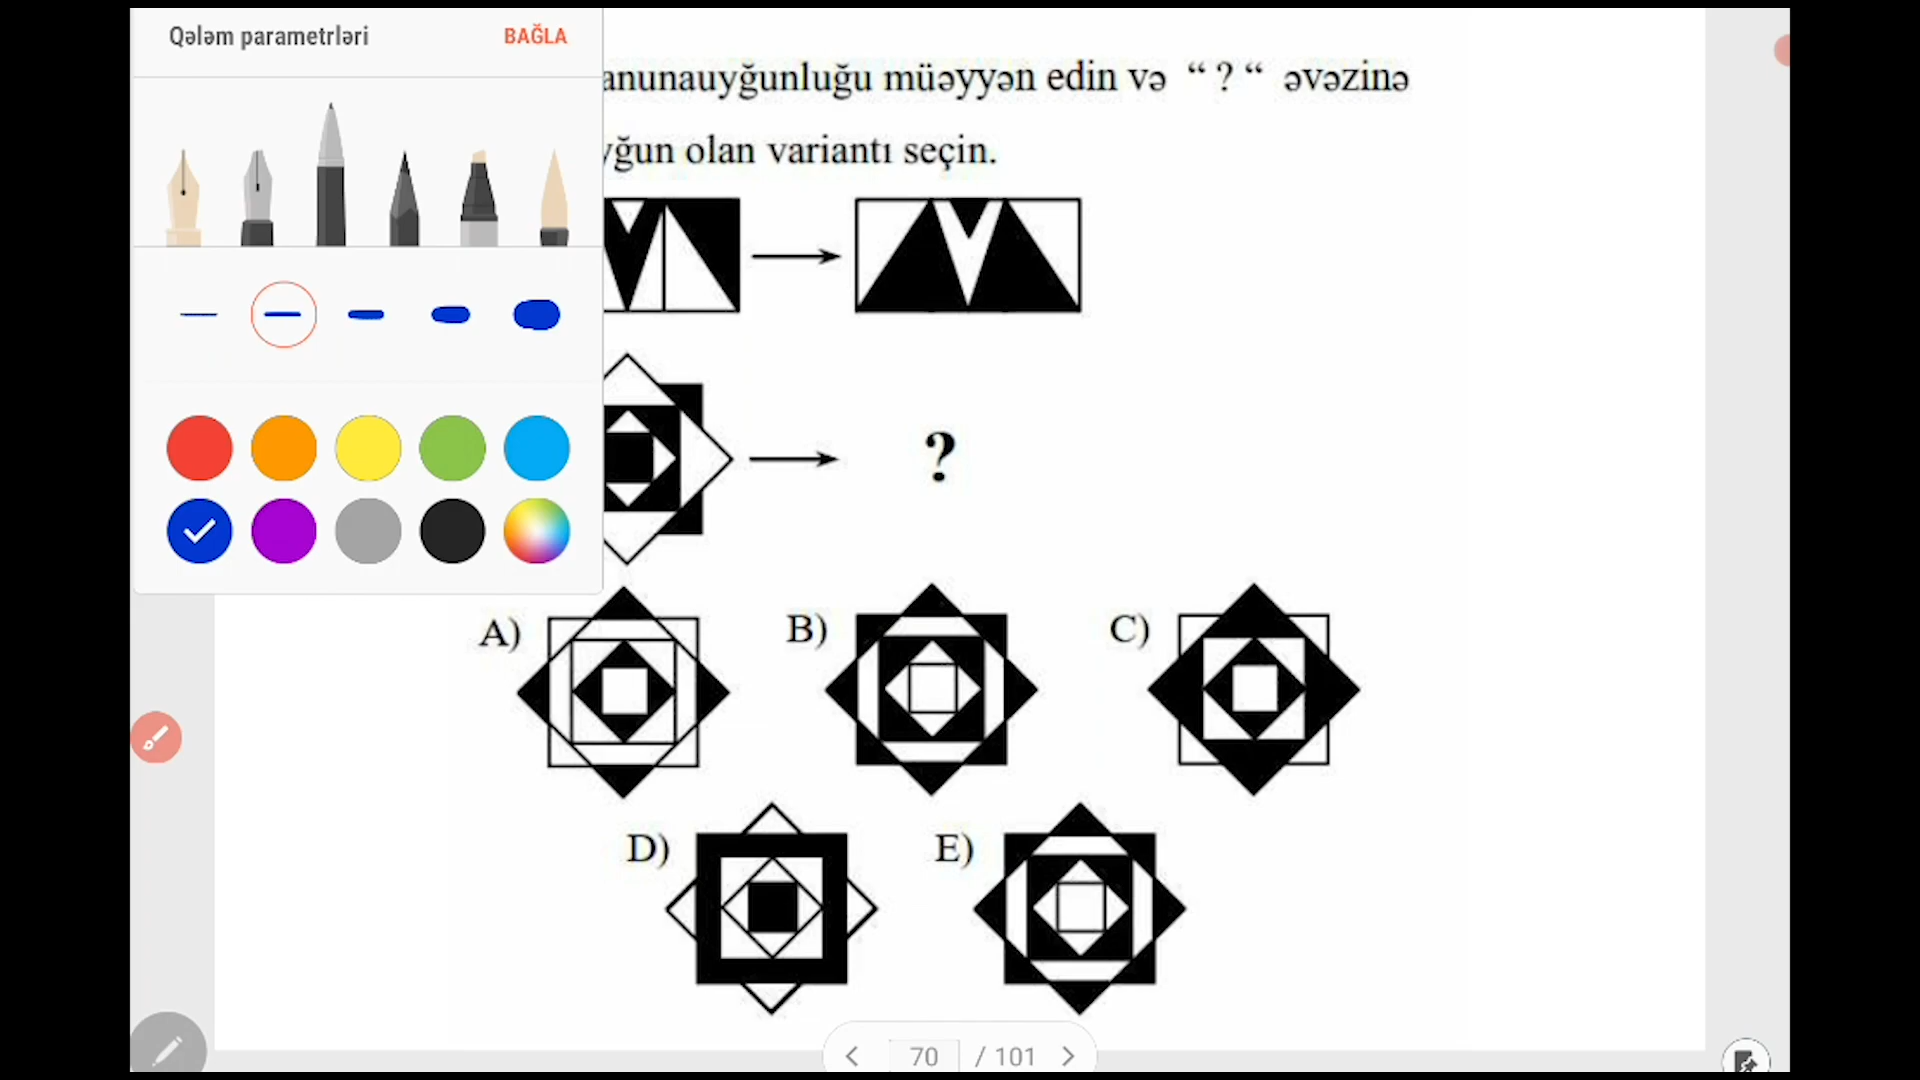 Qələm parametrləri BAĞLA
anunauyğunluğu müəyyən edin və “ ? “ əvəzinə
yğun olan variantı seçin.
?
A) B) C)
D) E)
70 / 101